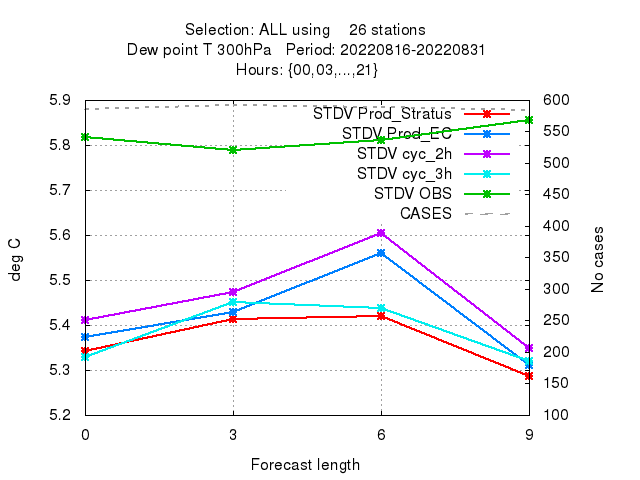 Selection: ALL using 26 stations
Dew point T 300hPa Period: 20220816-20220831
Hours: {00,03,...,21}
STDV Prod_Stratus
STDV Prod_EC
STDV cyc_2h
STDV cyc_3h
STDV OBS
CASES
5.9
5.8
5.7
5.6
5.5
5.4
5.3
5.2
deg C
600
550
500
450
400
350
300
250
200
150
100
No cases
0 3 6 9
Forecast length